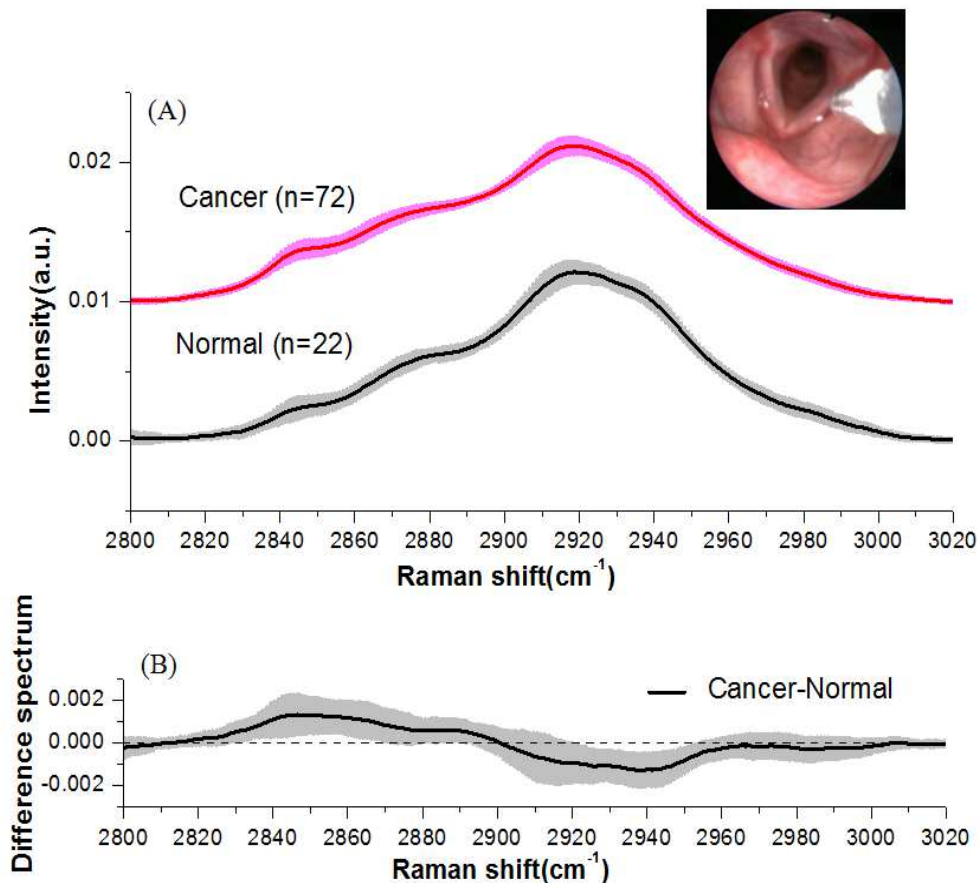 (A)
0.02
0.01
0.00
Intensity(a.u.)
Cancer (n=72)
Normal (n=22)
2800 2820 2840 2860 2880 2900 2920 2940 2960 2980 3000 3020
Raman shift(cm-1)
(B)
Cancer-Normal
0.002
0.000
-0.002
Difference spectrum
2800 2820 2840 2860 2880 2900 2920 2940 2960 2980 3000 3020
Raman shift(cm-1)